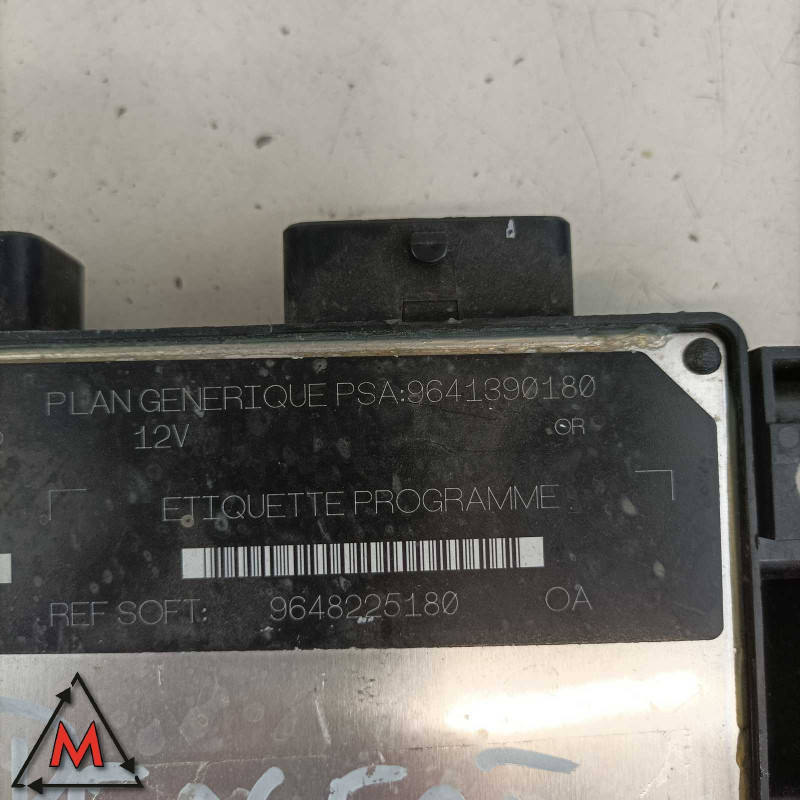 PLAN GENERIQUE PSA:9641390180
12V OR
ETIQUETTE PROGRAMME
REF SOFT: 9648225180 OA
M